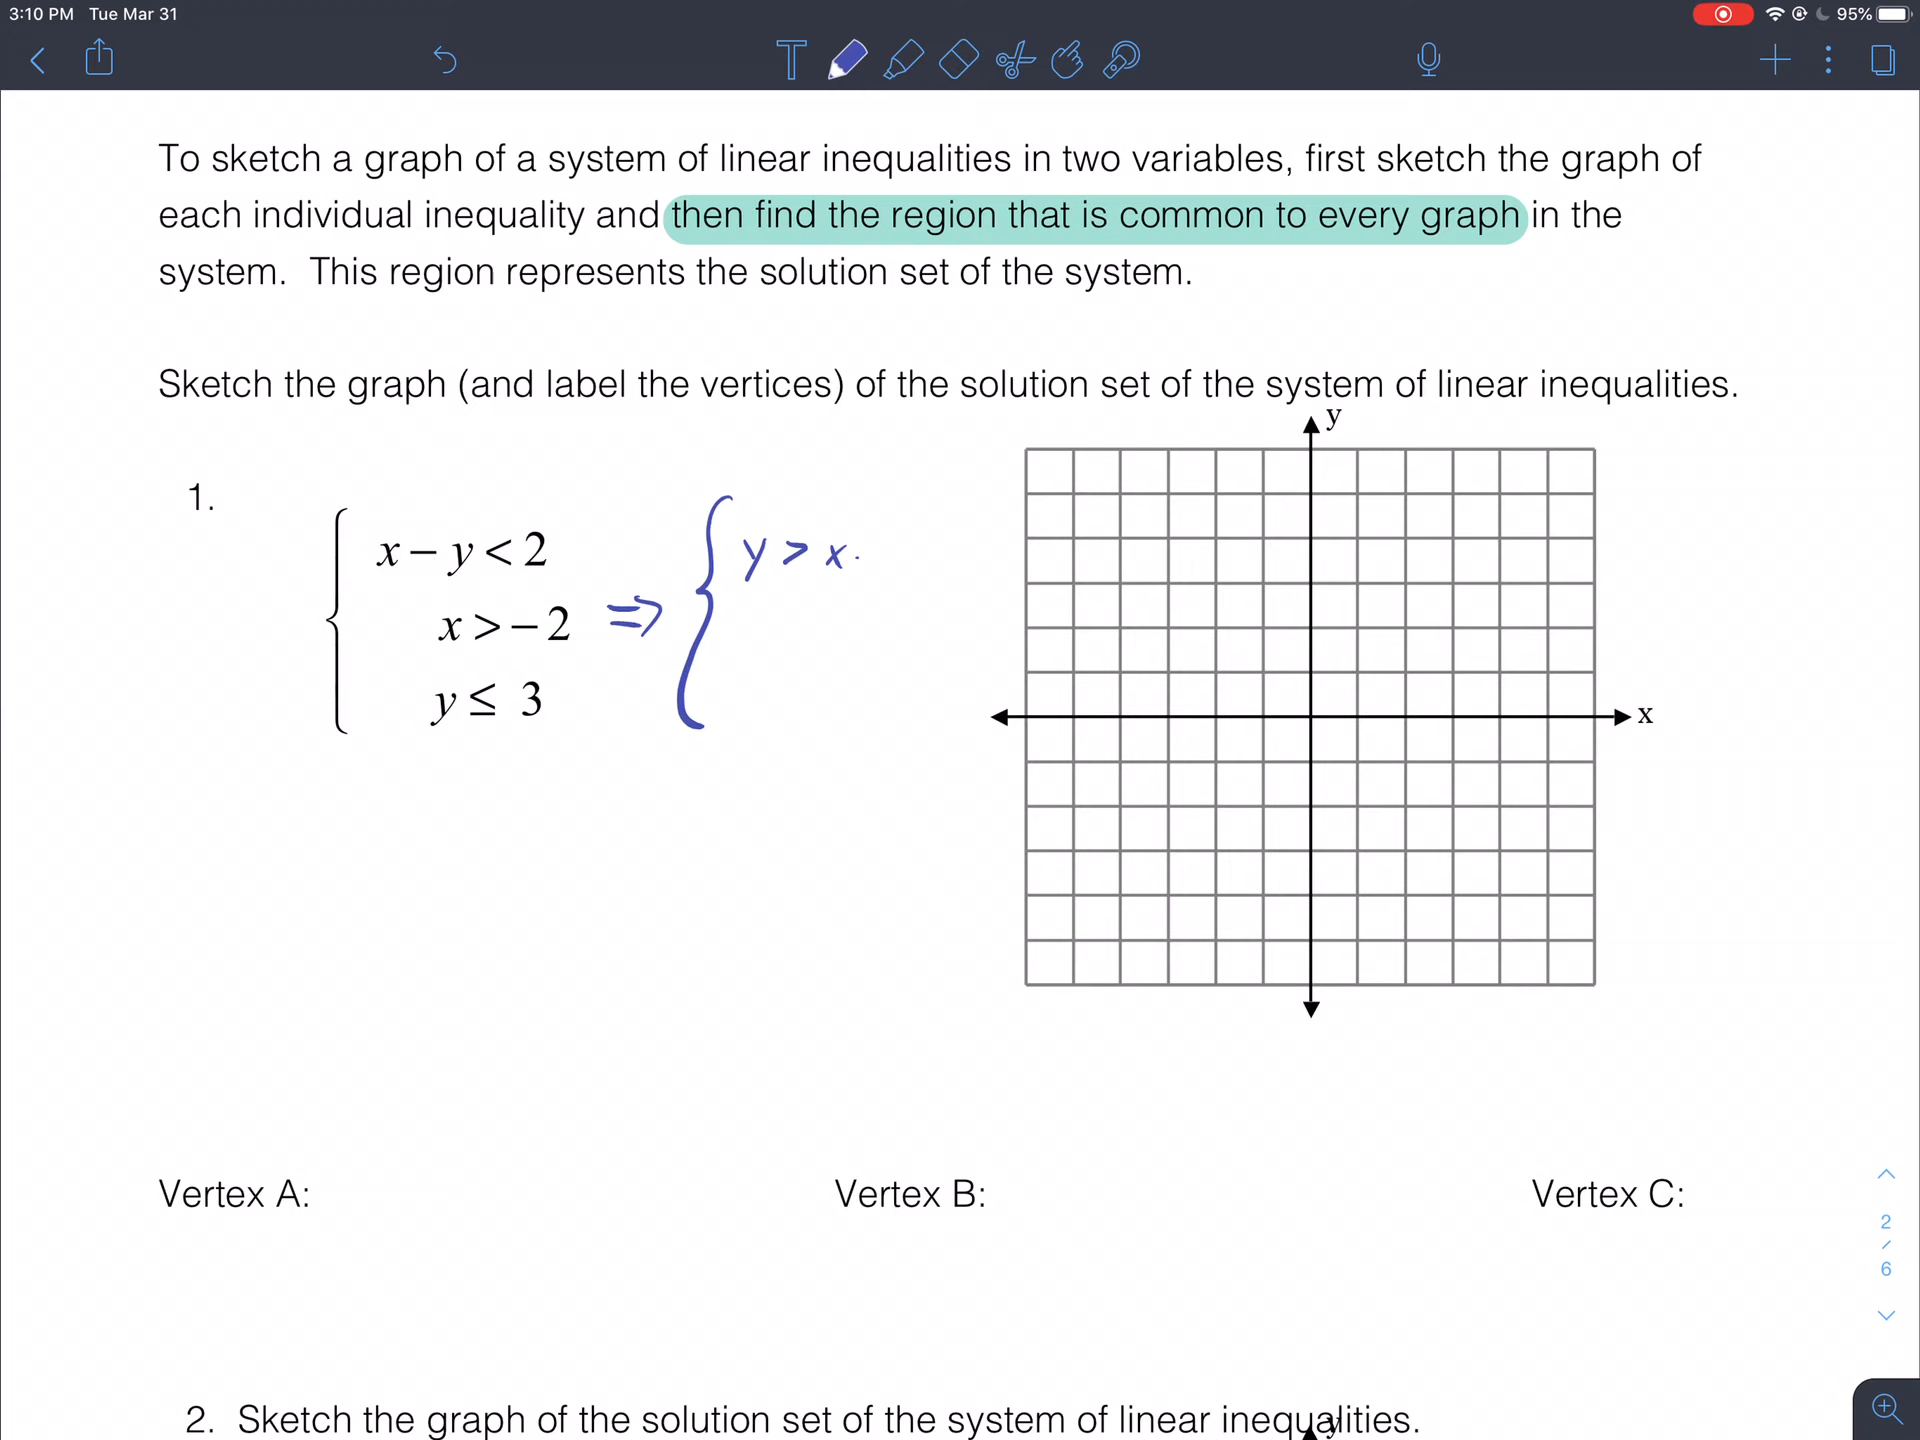 3:10 PM Tue Mar 31
95%
T
To sketch a graph of a system of linear inequalities in two variables, first sketch the graph of
each individual inequality and then find the region that is common to every graph in the
system. This region represents the solution set of the system.
Sketch the graph (and label the vertices) of the solution set of the system of linear inequalities.
y
1.
x − y < 2
x > − 2
y ≤ 3
⇒ { y > x ·
x
Vertex A:
Vertex B:
Vertex C:
2
/
6
2. Sketch the graph of the solution set of the system of linear inequalities.
y